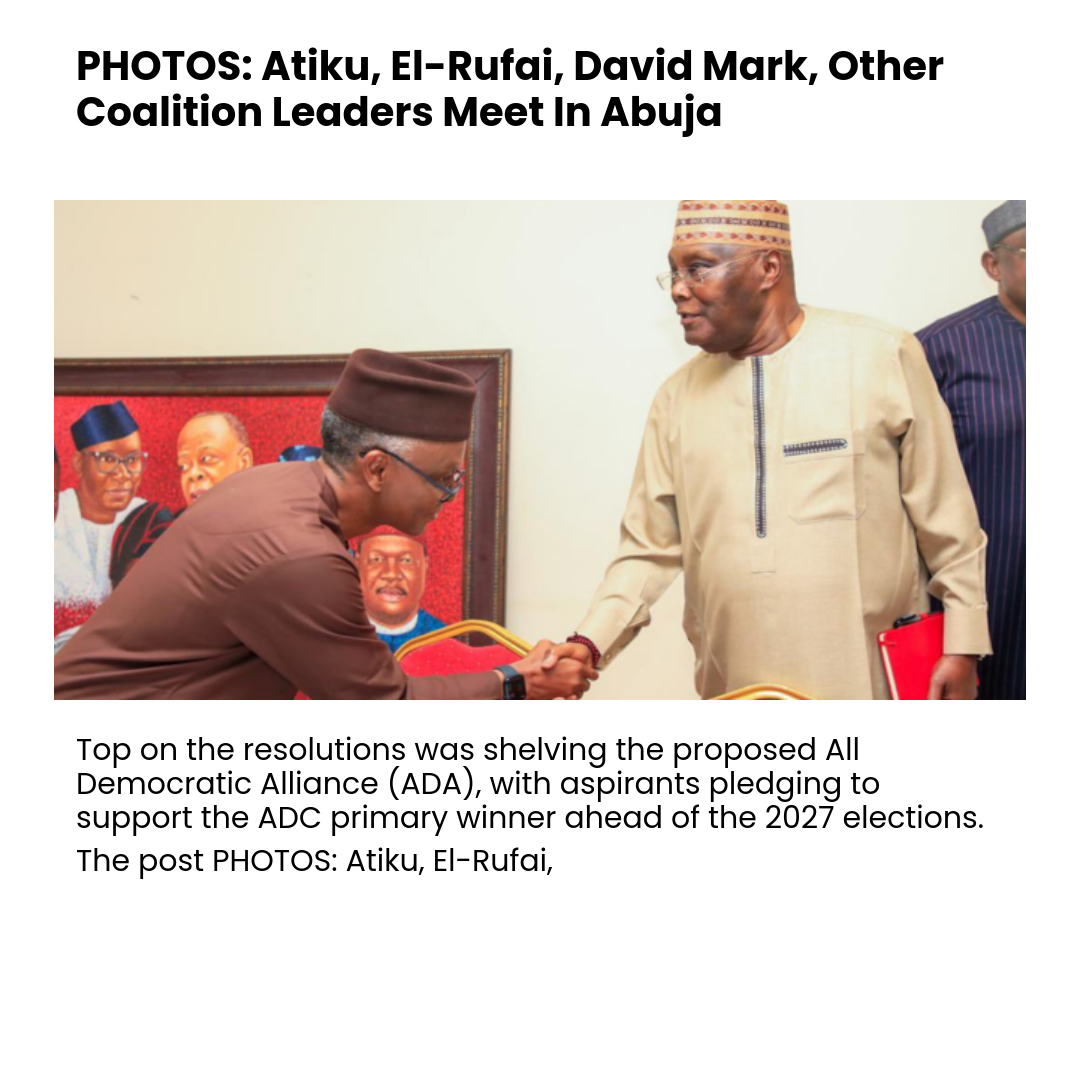 PHOTOS: Atiku, El-Rufai, David Mark, Other
Coalition Leaders Meet In Abuja
Top on the resolutions was shelving the proposed All
Democratic Alliance (ADA), with aspirants pledging to
support the ADC primary winner ahead of the 2027 elections.
The post PHOTOS: Atiku, El-Rufai,